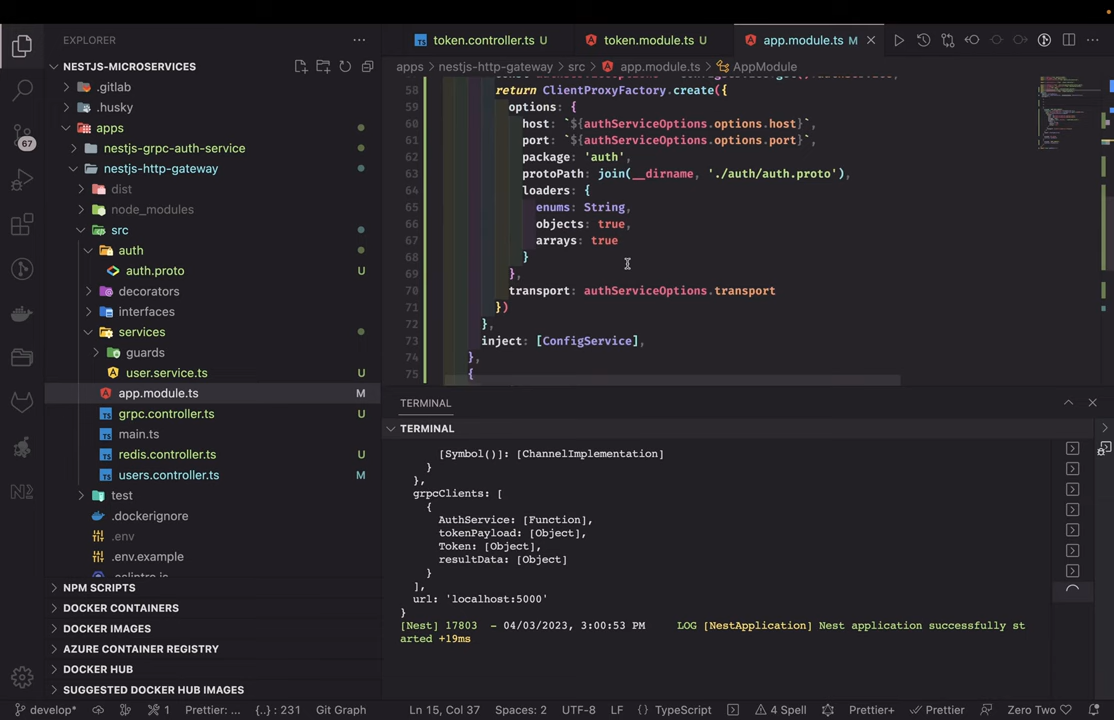 EXPLORER
NESTJS-MICROSERVICES
.gitlab
.husky
apps
nestjs-grpc-auth-service
nestjs-http-gateway
dist
node_modules
src
auth
auth.proto U
decorators
interfaces
services
guards
user.service.ts U
app.module.ts M
grpc.controller.ts U
main.ts
redis.controller.ts U
users.controller.ts M
test
.dockerignore
.env
.env.example
NPM SCRIPTS
DOCKER CONTAINERS
DOCKER IMAGES
AZURE CONTAINER REGISTRY
DOCKER HUB
SUGGESTED DOCKER HUB IMAGES
67
token.controller.ts U token.module.ts U app.module.ts M
apps > nestjs-http-gateway > src > app.module.ts > AppModule
58 return ClientProxyFactory.create({
59 options: {
60 host: `${authServiceOptions.options.host}`,
61 port: `${authServiceOptions.options.port}`,
62 package: 'auth',
63 protoPath: join(__dirname, './auth/auth.proto'),
64 loaders: {
65 enums: String,
66 objects: true,
67 arrays: true
68 }
69 },
70 transport: authServiceOptions.transport
71 })
72 },
73 inject: [ConfigService],
74 },
75 {
TERMINAL
TERMINAL
[Symbol()]: [ChannelImplementation]
}
},
grpcClients: [
{
AuthService: [Function],
tokenPayload: [Object],
Token: [Object],
resultData: [Object]
}
],
url: 'localhost:5000'
}
[Nest] 17803 - 04/03/2023, 3:00:53 PM LOG [NestApplication] Nest application successfully st
arted +19ms
develop* 1 Prettier: ... {..}: 231 Git Graph Ln 15, Col 37 Spaces: 2 UTF-8 LF {} TypeScript 4 Spell Prettier+ Prettier Zero Two